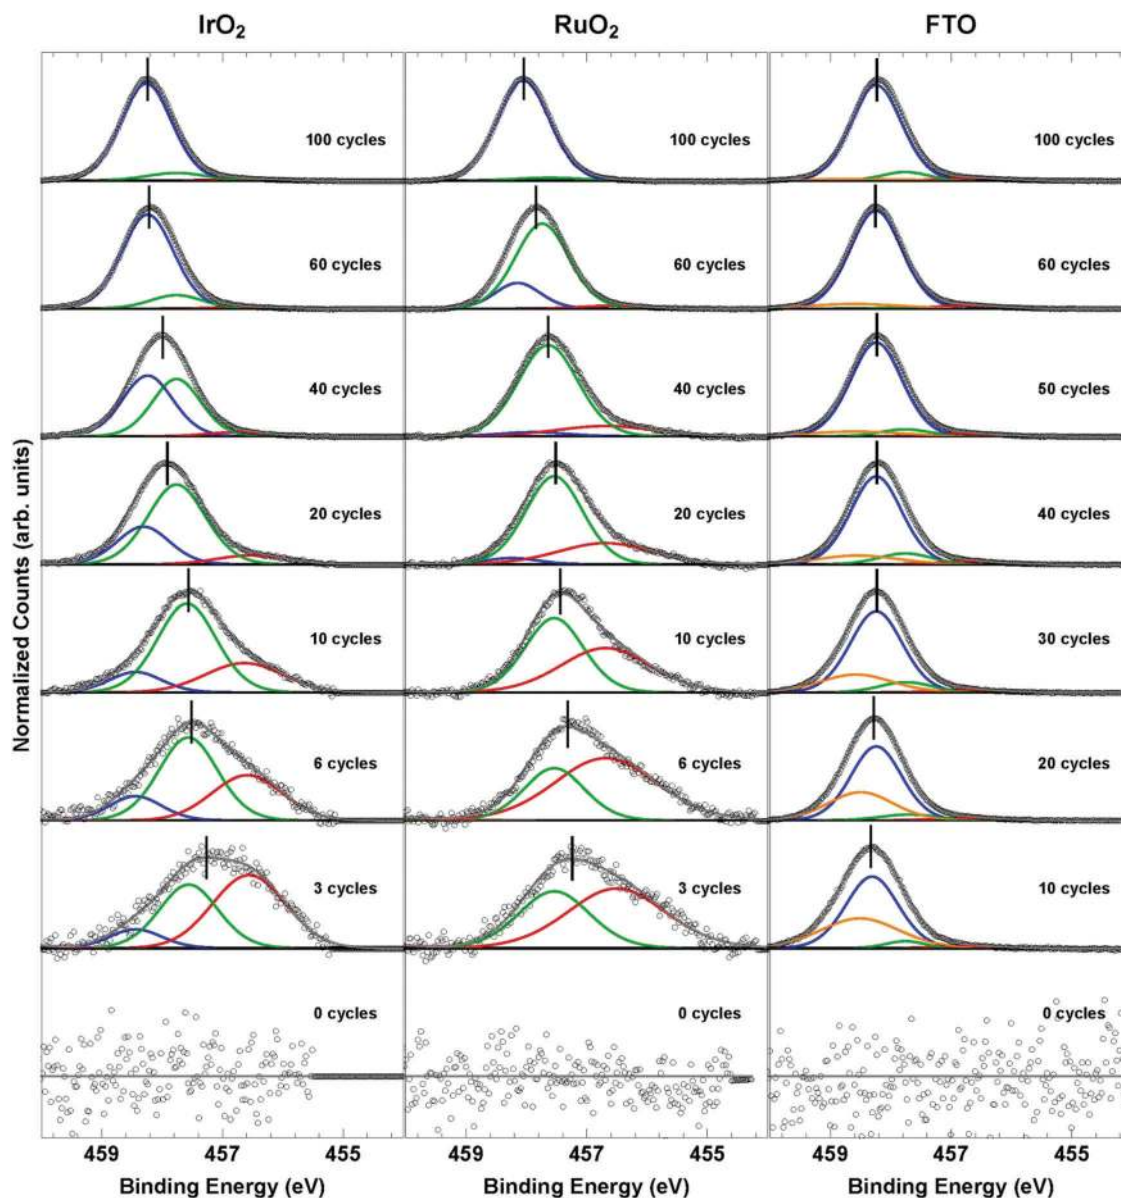 IrO2 RuO2 FTO
100 cycles 100 cycles 100 cycles
60 cycles 60 cycles 60 cycles
40 cycles 40 cycles 50 cycles
20 cycles 20 cycles 40 cycles
10 cycles 10 cycles 30 cycles
6 cycles 6 cycles 20 cycles
3 cycles 3 cycles 10 cycles
0 cycles 0 cycles 0 cycles
Normalized Counts (arb. units)
459 457 455 459 457 455 459 457 455
Binding Energy (eV) Binding Energy (eV) Binding Energy (eV)